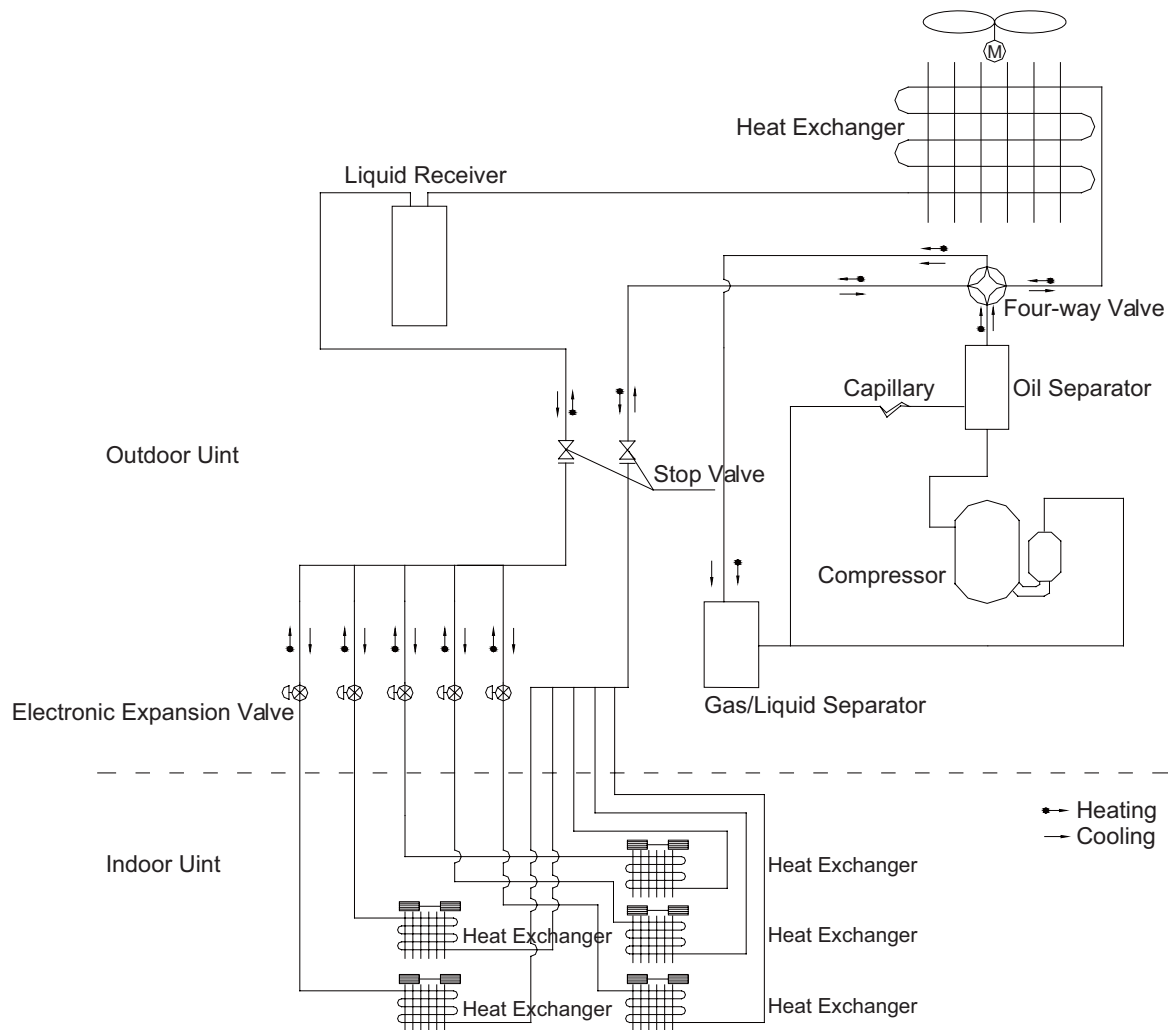 M
Heat Exchanger
Liquid Receiver
Four-way Valve
Capillary
Oil Separator
Outdoor Uint
Stop Valve
Compressor
Gas/Liquid Separator
Electronic Expansion Valve
Heating
Cooling
Indoor Uint
Heat Exchanger
Heat Exchanger
Heat Exchanger
Heat Exchanger
Heat Exchanger